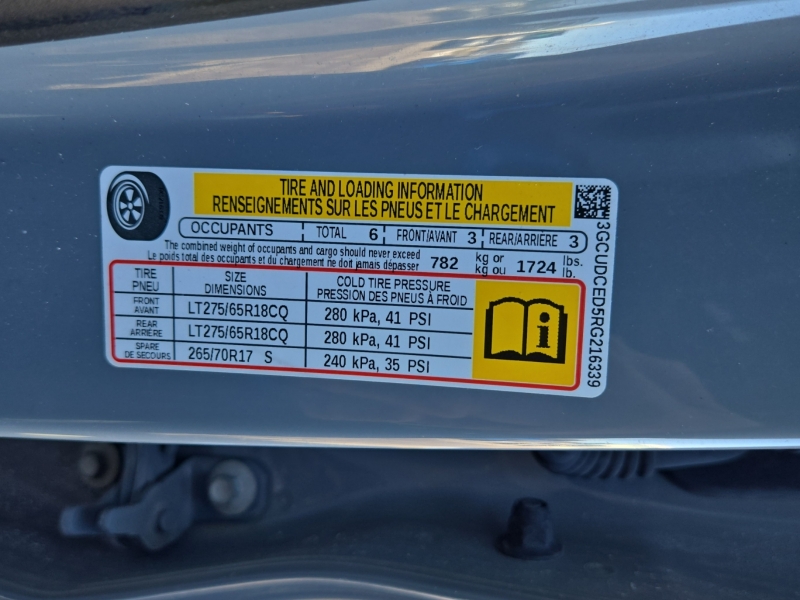 TIRE AND LOADING INFORMATION
RENSEIGNEMENTS SUR LES PNEUS ET LE CHARGEMENT
OCCUPANTS TOTAL 6 FRONT/AVANT 3 REAR/ARRIÈRE 3
The combined weight of occupants and cargo should never exceed
Le poids total des occupants et du chargement ne doit jamais dépasser
782 kg or kg ou 1724 lbs. lb.
TIRE PNEU SIZE DIMENSIONS COLD TIRE PRESSURE PRESSION DES PNEUS À FROID
FRONT AVANT LT275/65R18CQ 280 kPa, 41 PSI
REAR ARRIÈRE LT275/65R18CQ 280 kPa, 41 PSI
SPARE DE SECOURS 265/70R17 S 240 kPa, 35 PSI
3GCUDCED5RG216339